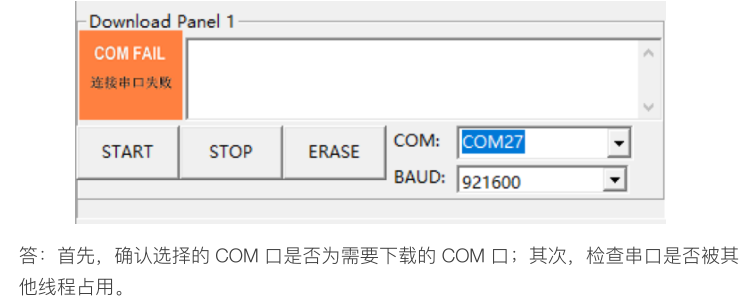 Download Panel 1
COM FAIL
连接串口失败
START
STOP
ERASE
COM:
COM27
BAUD:
921600
答：首先，确认选择的 COM 口是否为需要下载的 COM 口；其次，检查串口是否被其
他线程占用。